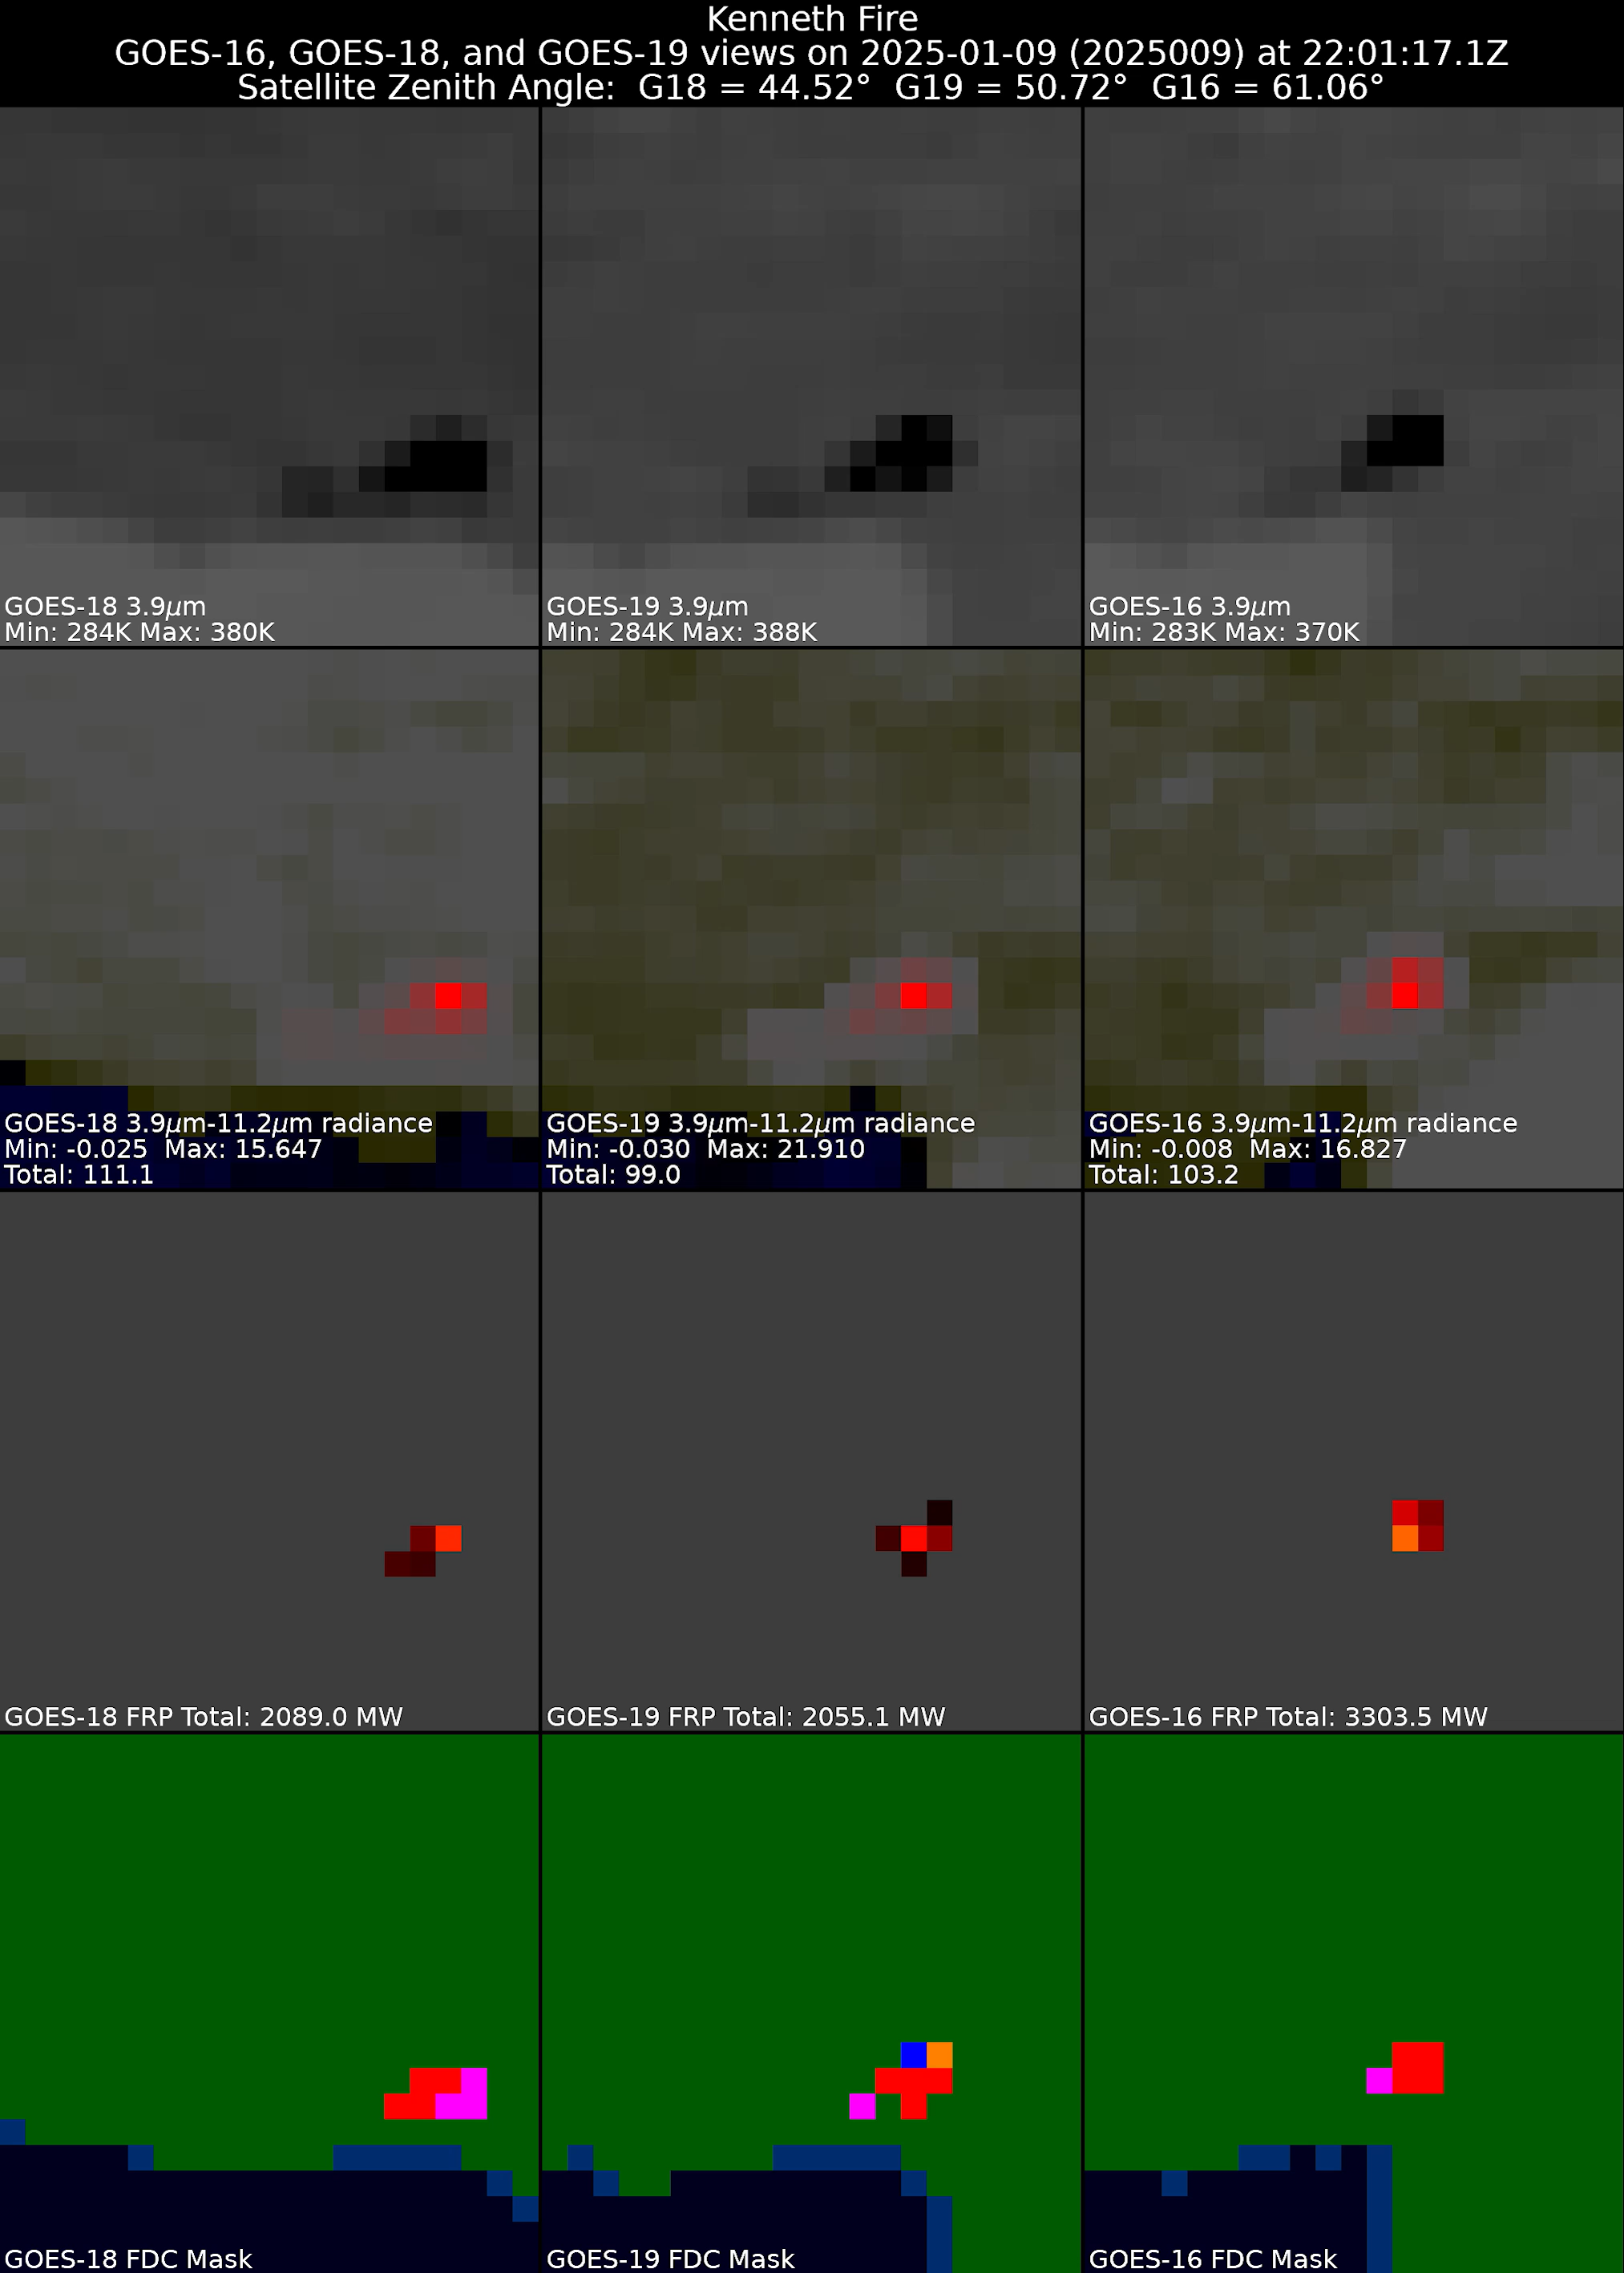 Kenneth Fire
GOES-16, GOES-18, and GOES-19 views on 2025-01-09 (2025009) at 22:01:17.1Z
Satellite Zenith Angle:  G18 = 44.52°  G19 = 50.72°  G16 = 61.06°
GOES-18 3.9μm
Min: 284K Max: 380K
GOES-19 3.9μm
Min: 284K Max: 388K
GOES-16 3.9μm
Min: 283K Max: 370K
GOES-18 3.9μm-11.2μm radiance
Min: -0.025  Max: 15.647
Total: 111.1
GOES-19 3.9μm-11.2μm radiance
Min: -0.030  Max: 21.910
Total: 99.0
GOES-16 3.9μm-11.2μm radiance
Min: -0.008  Max: 16.827
Total: 103.2
GOES-18 FRP Total: 2089.0 MW
GOES-19 FRP Total: 2055.1 MW
GOES-16 FRP Total: 3303.5 MW
GOES-18 FDC Mask
GOES-19 FDC Mask
GOES-16 FDC Mask